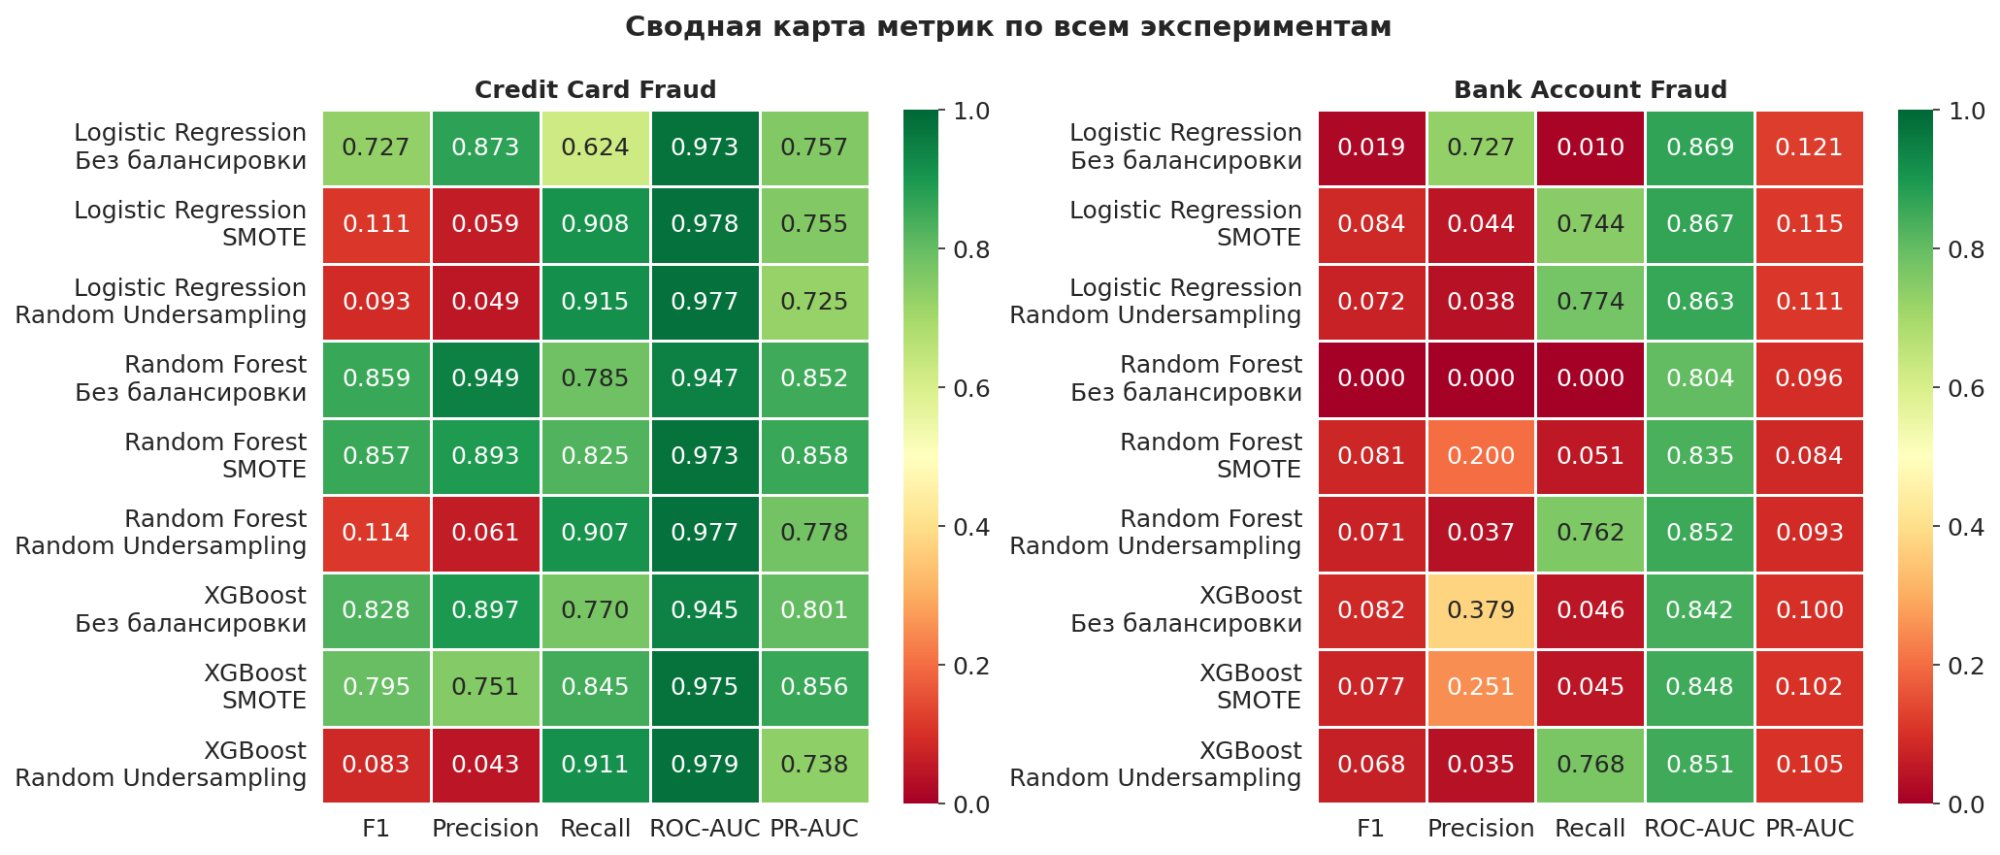 Сводная карта метрик по всем экспериментам
Credit Card Fraud
Logistic Regression
Без балансировки
0.727 0.873 0.624 0.973 0.757
Logistic Regression
SMOTE
0.111 0.059 0.908 0.978 0.755
Logistic Regression
Random Undersampling
0.093 0.049 0.915 0.977 0.725
Random Forest
Без балансировки
0.859 0.949 0.785 0.947 0.852
Random Forest
SMOTE
0.857 0.893 0.825 0.973 0.858
Random Forest
Random Undersampling
0.114 0.061 0.907 0.977 0.778
XGBoost
Без балансировки
0.828 0.897 0.770 0.945 0.801
XGBoost
SMOTE
0.795 0.751 0.845 0.975 0.856
XGBoost
Random Undersampling
0.083 0.043 0.911 0.979 0.738
F1 Precision Recall ROC-AUC PR-AUC
1.0
0.8
0.6
0.4
0.2
0.0
Bank Account Fraud
Logistic Regression
Без балансировки
0.019 0.727 0.010 0.869 0.121
Logistic Regression
SMOTE
0.084 0.044 0.744 0.867 0.115
Logistic Regression
Random Undersampling
0.072 0.038 0.774 0.863 0.111
Random Forest
Без балансировки
0.000 0.000 0.000 0.804 0.096
Random Forest
SMOTE
0.081 0.200 0.051 0.835 0.084
Random Forest
Random Undersampling
0.071 0.037 0.762 0.852 0.093
XGBoost
Без балансировки
0.082 0.379 0.046 0.842 0.100
XGBoost
SMOTE
0.077 0.251 0.045 0.848 0.102
XGBoost
Random Undersampling
0.068 0.035 0.768 0.851 0.105
F1 Precision Recall ROC-AUC PR-AUC
1.0
0.8
0.6
0.4
0.2
0.0